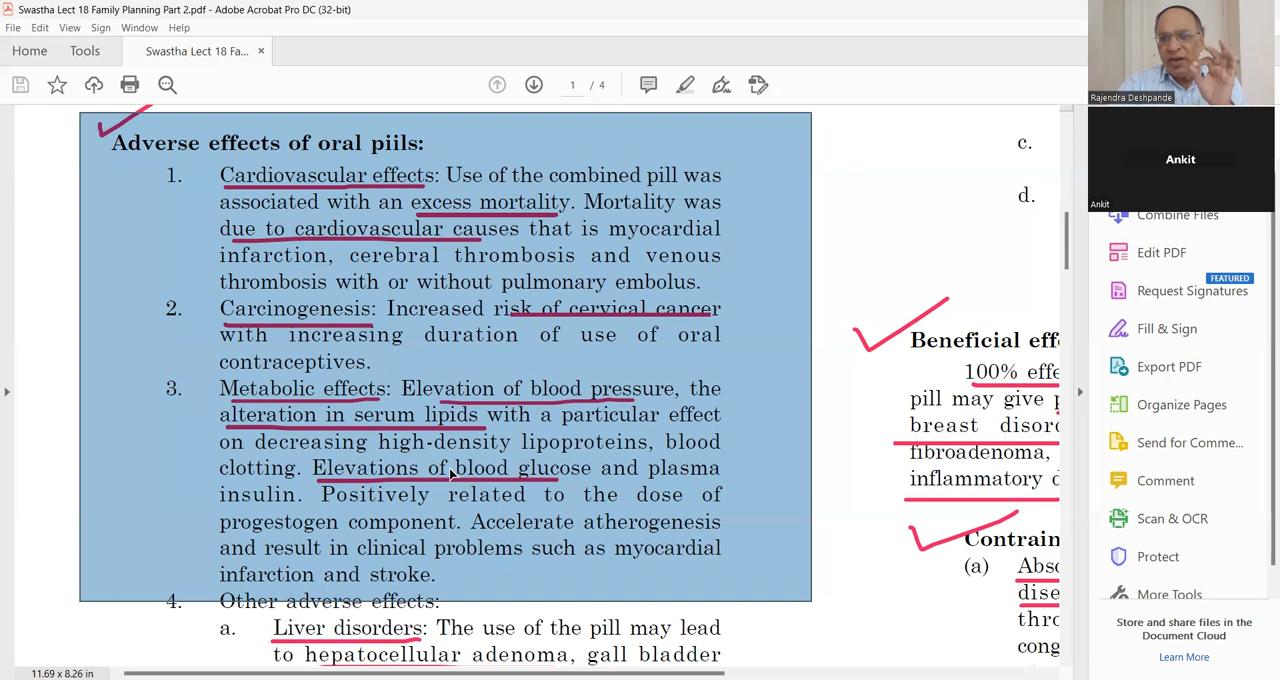 Swastha Lect 18 Family Planning Part 2.pdf - Adobe Acrobat Pro DC (32-bit)
File Edit View Sign Window Help
Home Tools Swastha Lect 18 Fa... ×
1 / 4
Adverse effects of oral piils:
1. Cardiovascular effects: Use of the combined pill was
associated with an excess mortality. Mortality was
due to cardiovascular causes that is myocardial
infarction, cerebral thrombosis and venous
thrombosis with or without pulmonary embolus.
2. Carcinogenesis: Increased risk of cervical cancer
with increasing duration of use of oral
contraceptives.
3. Metabolic effects: Elevation of blood pressure, the
alteration in serum lipids with a particular effect
on decreasing high-density lipoproteins, blood
clotting. Elevations of blood glucose and plasma
insulin. Positively related to the dose of
progestogen component. Accelerate atherogenesis
and result in clinical problems such as myocardial
infarction and stroke.
4. Other adverse effects:
a. Liver disorders: The use of the pill may lead
to hepatocellular adenoma, gall bladder
c.
d.
Beneficial eff
100% effe
pill may give p
breast disor
fibroadenoma,
inflammatory d
Contrain
(a) Abso
dise
thro
cong
Rajendra Deshpande
Ankit
Ankit
Combine Files
Edit PDF
FEATURED
Request Signatures
Fill & Sign
Export PDF
Organize Pages
Send for Comme...
Comment
Scan & OCR
Protect
More Tools
Store and share files in the
Document Cloud
Learn More
11.69 x 8.26 in